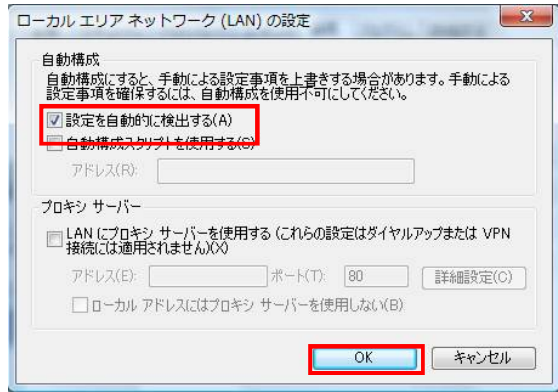 ローカル エリア ネットワーク (LAN) の設定
自動構成
自動構成にすると、手動による設定事項を上書きする場合があります。手動による
設定事項を確保するには、自動構成を使用不可にしてください。
設定を自動的に検出する(A)
自動構成スクリプトを使用する(S)
アドレス(R):
プロキシ サーバー
LAN にプロキシ サーバーを使用する (これらの設定はダイヤルアップまたは VPN
接続には適用されません)(X)
アドレス(E): ポート(T): 80 詳細設定(C)
ローカル アドレスにはプロキシ サーバーを使用しない(B)
OK キャンセル